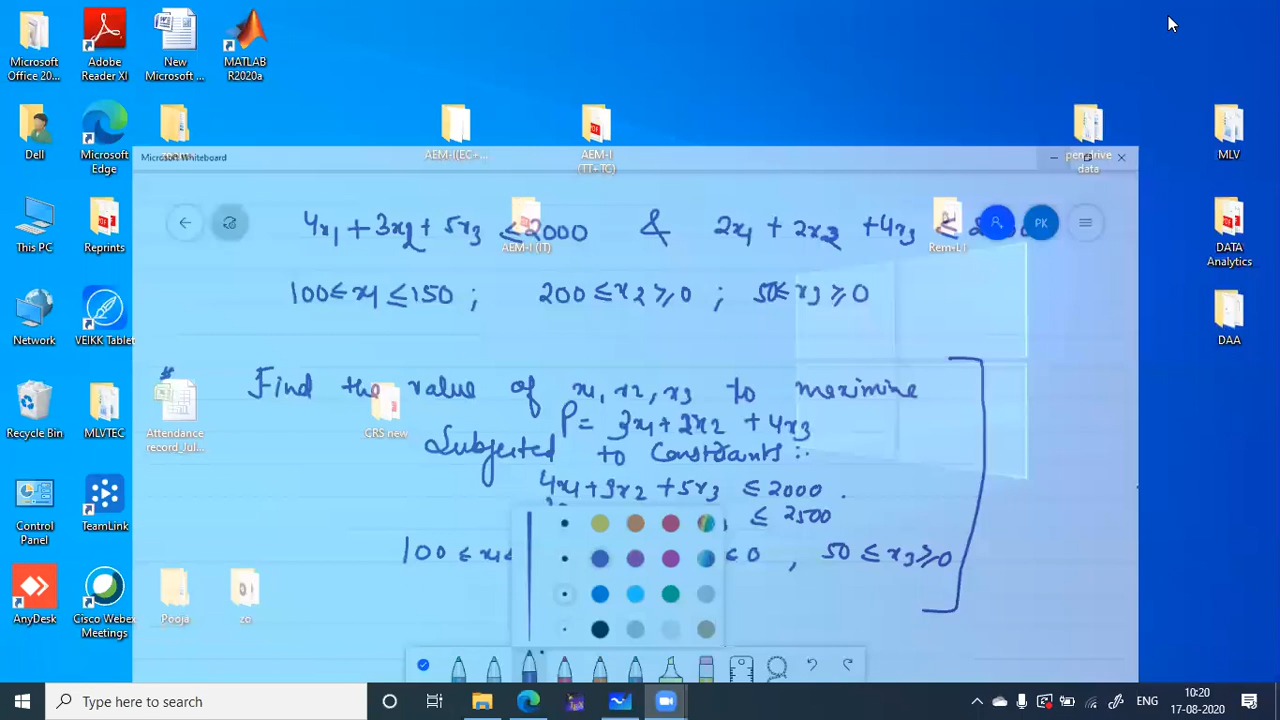 Microsoft Office 20...
Adobe Reader XI
New Microsoft ...
MATLAB R2020a
Dell
Microsoft Edge
AEM-I(EC+...
AEM-I (TT+TC)
pendrive data
MLV
Microsoft Whiteboard
This PC
Reprints
AEM-I (IT)
Rem-L I
PK
DATA Analytics
4x1 + 3x2 + 5x3 ≤ 2000 & 2x1 + 2x2 + 4x3 ≤
100 ≤ x1 ≤ 150 ; 200 ≤ x2 ≥ 0 ; 50 ≤ x3 ≥ 0
Network
VEIKK Tablet
DAA
# Find the value of x1, x2, x3 to maximine
P = 3x1 + 2x2 + 4x3
Subjected to Constraints :.
4x1 + 3x2 + 5x3 ≤ 2000 .
≤ 2500
100 ≤ x1 ≤ ≤ 0 , 50 ≤ x3 ≥ 0
Recycle Bin
MLVTEC
Attendance record_Jul...
CRS new
Control Panel
TeamLink
AnyDesk
Cisco Webex Meetings
Pooja
zo
Type here to search
ENG
10:20
17-08-2020